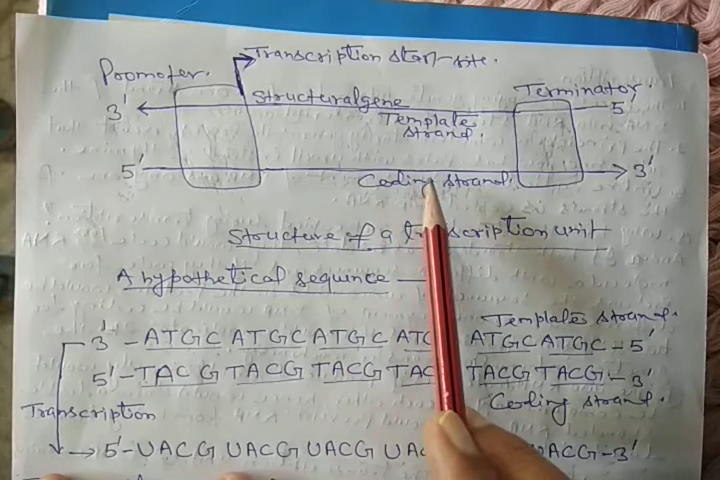 Transcription start-site.
Promoter.
Terminator.
3' Structural gene 5
Template
strand.
5' 3'
Coding strand.
Structure of a transcription unit
A hypothetical sequence —
Template strand.
3' - ATGC ATGC ATGC ATG ATGC ATGC - 5'
5' - TACG TACG TACG TAC TACG TACG - 3'
Coding strand.
Transcription
5' - UACG UACG UACG UAC UACG - 3'